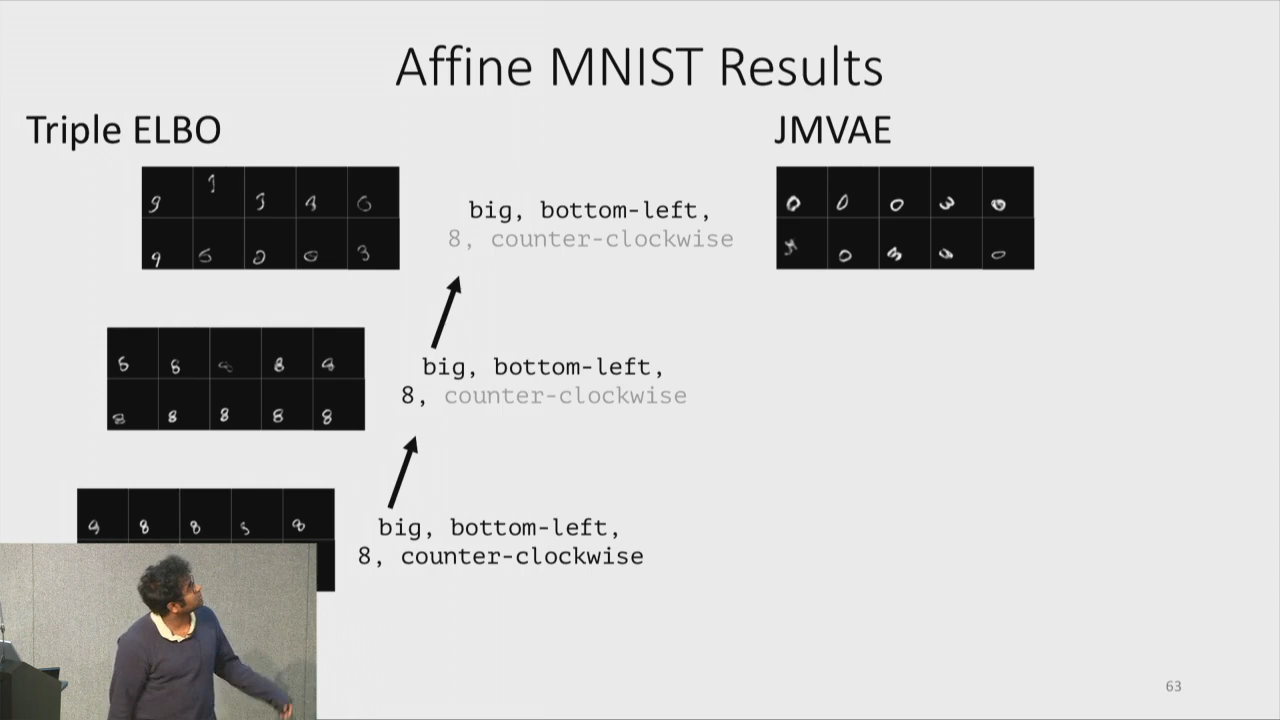 Affine MNIST Results
Triple ELBO
JMVAE
big, bottom-left,
8, counter-clockwise
big, bottom-left,
8, counter-clockwise
big, bottom-left,
8, counter-clockwise
63